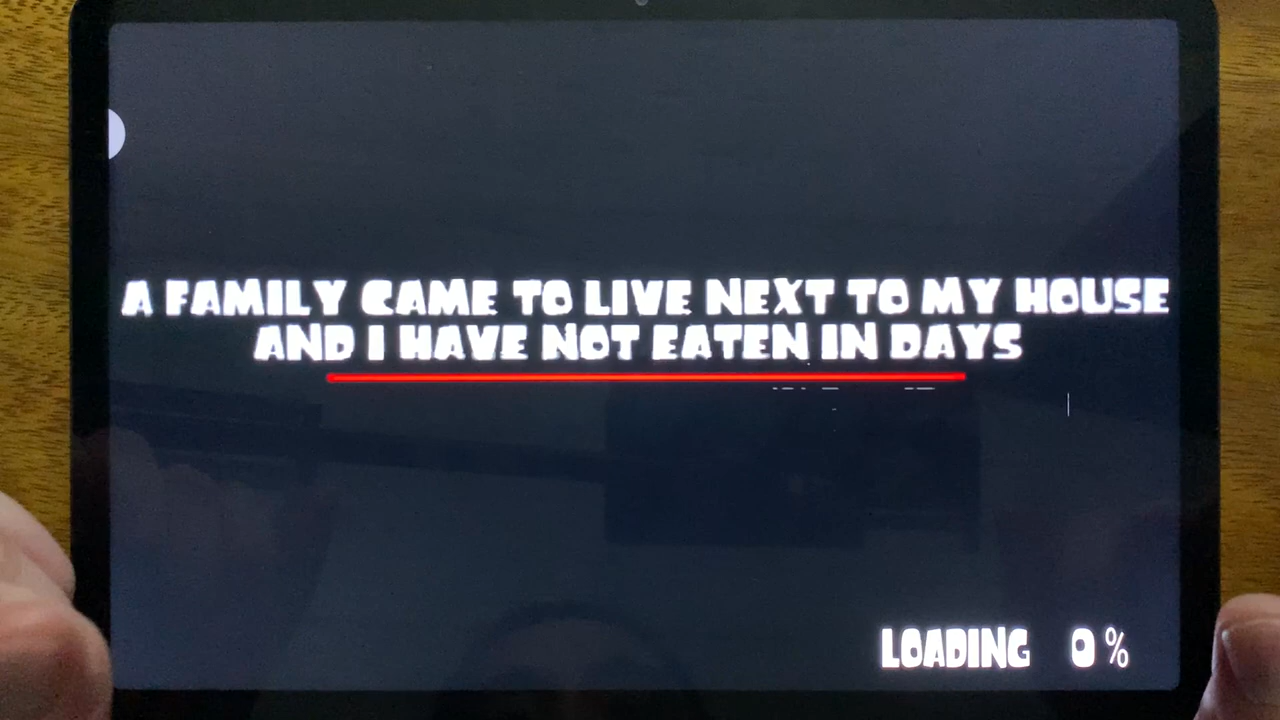 A FAMILY CAME TO LIVE NEXT TO MY HOUSE
AND I HAVE NOT EATEN IN DAYS
LOADING 0%